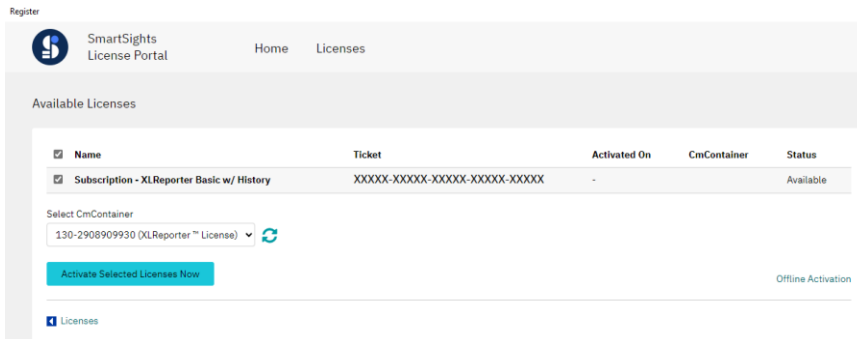 Register
SmartSights
License Portal
Home Licenses
Available Licenses
Name Ticket Activated On CmContainer Status
Subscription - XLReporter Basic w/ History XXXXX-XXXXX-XXXXX-XXXXX-XXXXX - Available
Select CmContainer
130-2908909930 (XLReporter™ License)
Activate Selected Licenses Now
Offline Activation
Licenses